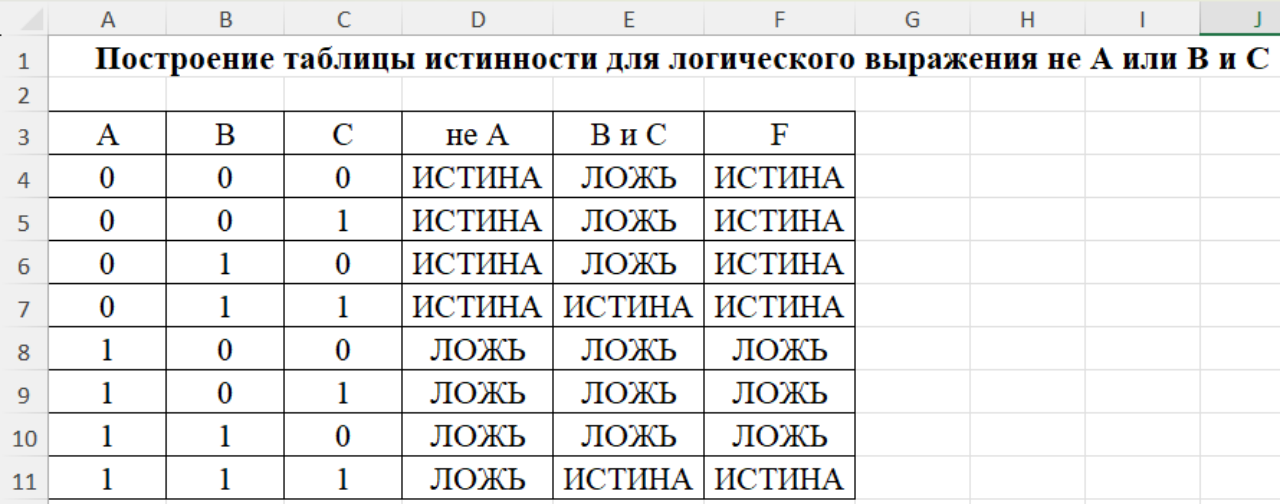 A B C D E F G H I J
1 Построение таблицы истинности для логического выражения не А или В и С
2
3 A B C не A B и C F
4 0 0 0 ИСТИНА ЛОЖЬ ИСТИНА
5 0 0 1 ИСТИНА ЛОЖЬ ИСТИНА
6 0 1 0 ИСТИНА ЛОЖЬ ИСТИНА
7 0 1 1 ИСТИНА ИСТИНА ИСТИНА
8 1 0 0 ЛОЖЬ ЛОЖЬ ЛОЖЬ
9 1 0 1 ЛОЖЬ ЛОЖЬ ЛОЖЬ
10 1 1 0 ЛОЖЬ ЛОЖЬ ЛОЖЬ
11 1 1 1 ЛОЖЬ ИСТИНА ИСТИНА